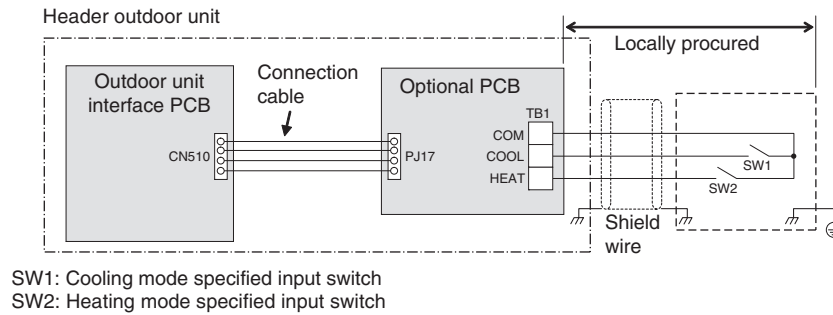 Header outdoor unit
Locally procured
Outdoor unit
interface PCB
Connection
cable
Optional PCB
TB1
COM
CN510
PJ17
COOL
SW1
HEAT
SW2
Shield
wire
SW1: Cooling mode specified input switch
SW2: Heating mode specified input switch